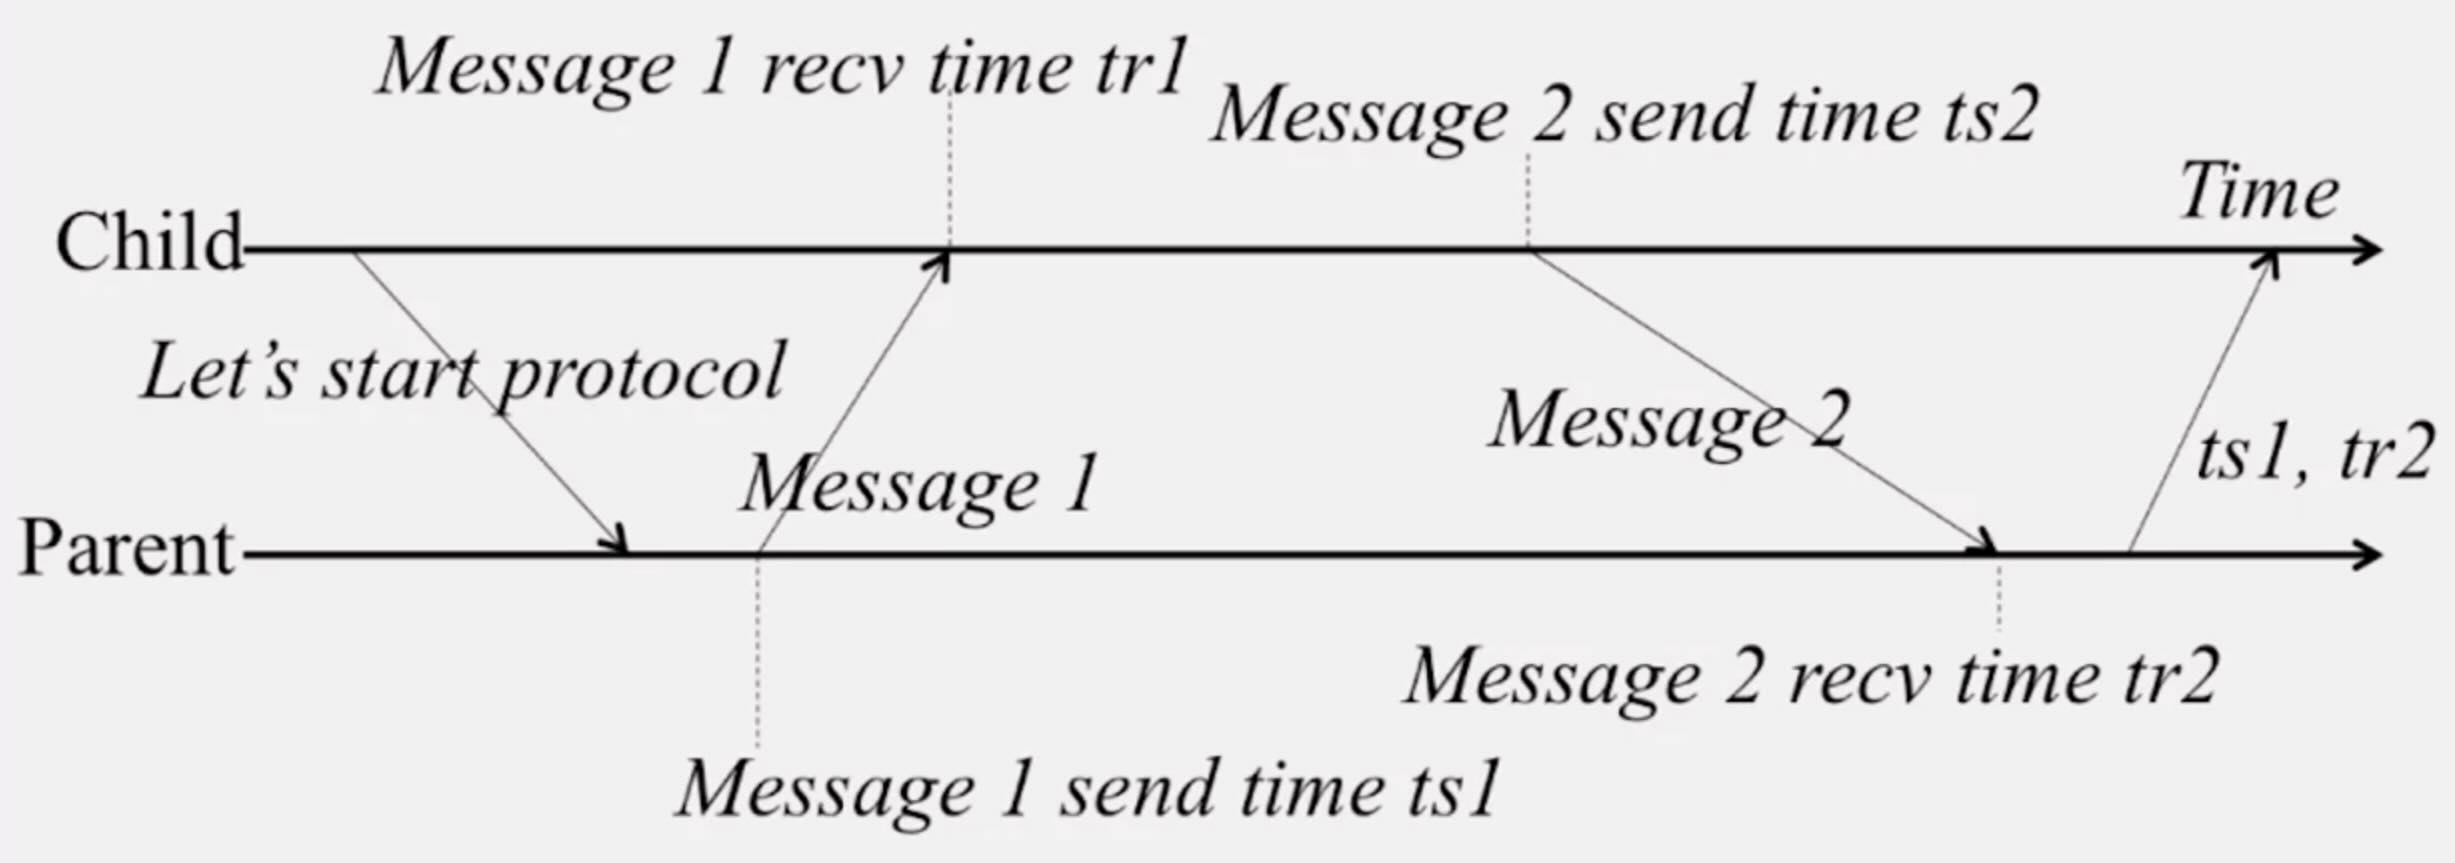 Message 1 recv time tr1
Message 2 send time ts2
Time
Child
Let's start protocol
Message 2
Message 1
ts1, tr2
Parent
Message 2 recv time tr2
Message 1 send time ts1